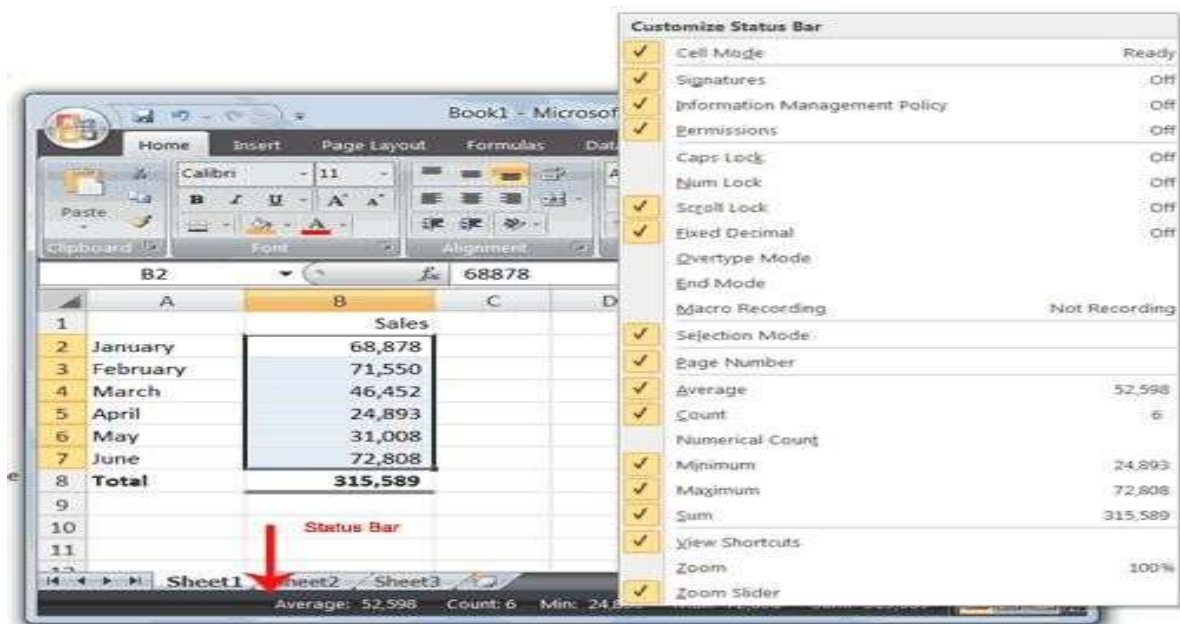 Customize Status Bar
Cell Mode Ready
Signatures Off
Information Management Policy Off
Permissions Off
Caps Lock Off
Num Lock Off
Scroll Lock Off
Fixed Decimal Off
Overtype Mode
End Mode
Macro Recording Not Recording
Selection Mode
Page Number
Average 52,598
Count 6
Numerical Count
Minimum 24,893
Maximum 72,808
Sum 315,589
View Shortcuts
Zoom 100%
Zoom Slider
Book1 - Microsof
Home Insert Page Layout Formulas Dat
Calibri 11
B I U A A
Paste
Clipboard Font Alignment
B2 fx 68878
A B C D
1 Sales
2 January 68,878
3 February 71,550
4 March 46,452
5 April 24,893
6 May 31,008
7 June 72,808
8 Total 315,589
9
10 Status Bar
11
Sheet1 Sheet2 Sheet3
Average: 52,598 Count: 6 Min: 24,8
e